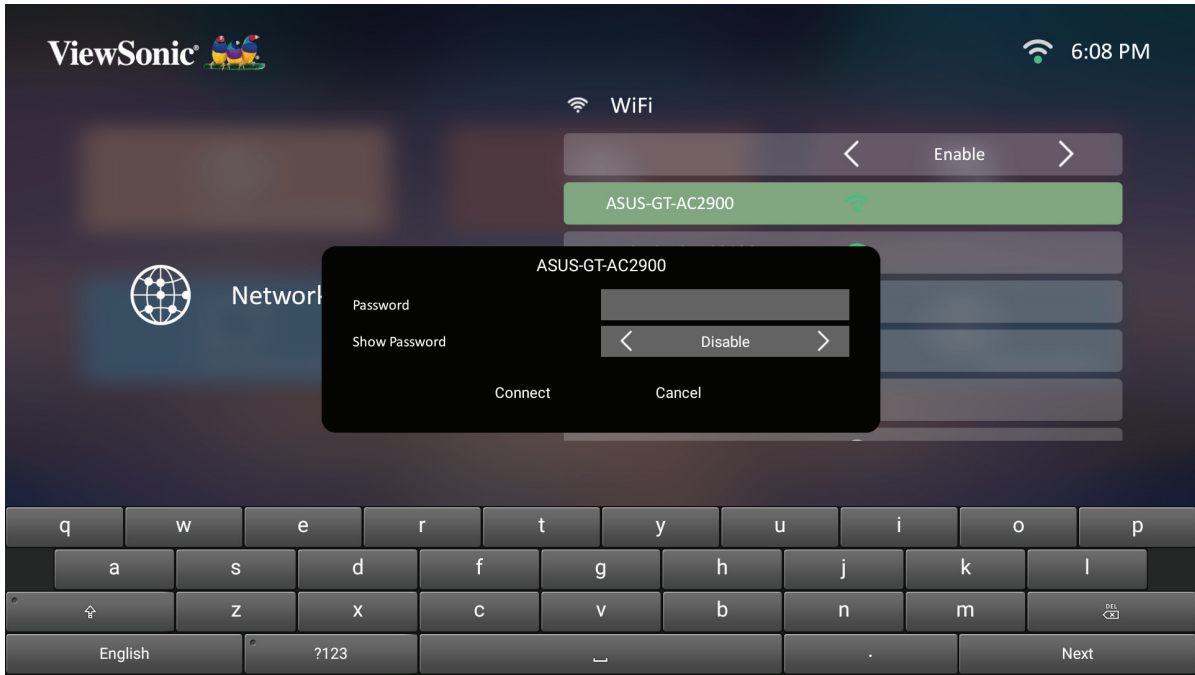 ViewSonic
6:08 PM
WiFi
Enable
ASUS-GT-AC2900
ASUS-GT-AC2900
Network
Password
Show Password
Disable
Connect Cancel
q w e r t y u i o p
a s d f g h j k l
z x c v b n m DEL
English ?123 . Next